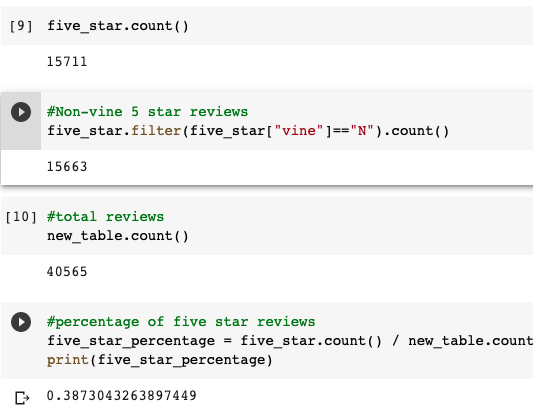 [9] five_star.count()
15711
#Non-vine 5 star reviews
five_star.filter(five_star["vine"]=="N").count()
15663
[10] #total reviews
new_table.count()
40565
#percentage of five star reviews
five_star_percentage = five_star.count() / new_table.count
print(five_star_percentage)
0.3873043263897449